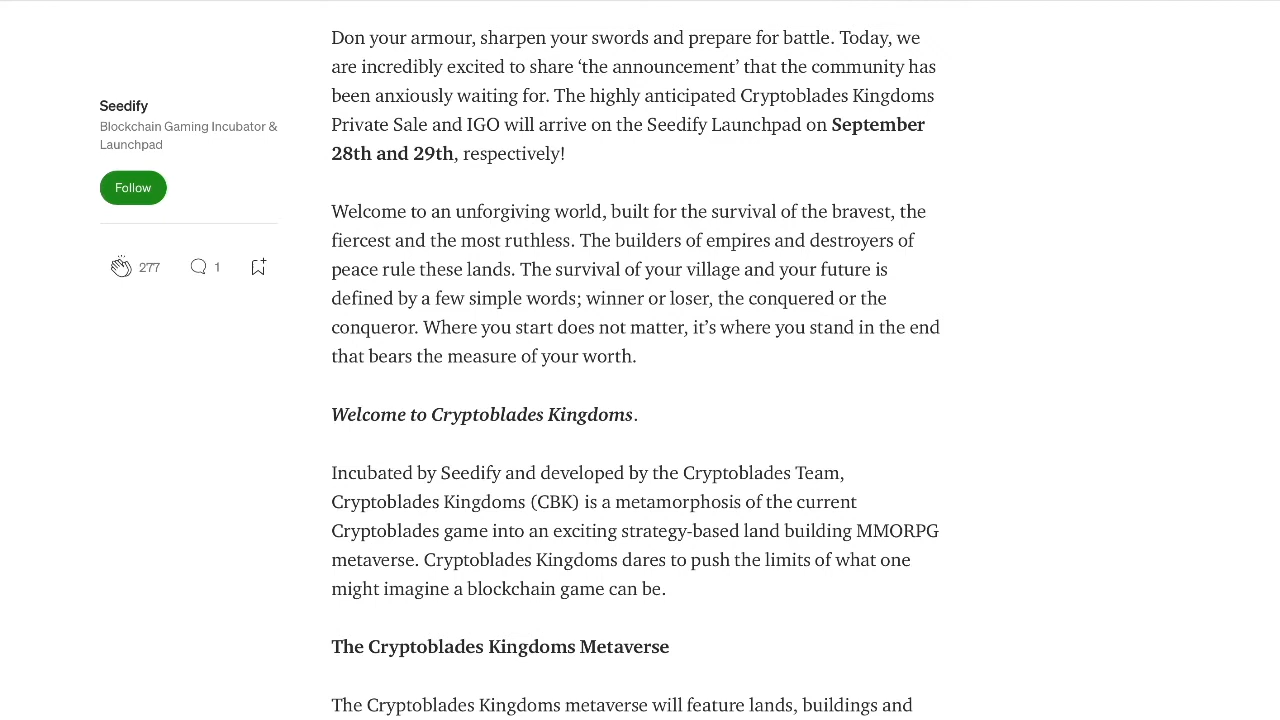 Seedify
Blockchain Gaming Incubator &
Launchpad
Follow
277
1
Don your armour, sharpen your swords and prepare for battle. Today, we
are incredibly excited to share ‘the announcement’ that the community has
been anxiously waiting for. The highly anticipated Cryptoblades Kingdoms
Private Sale and IGO will arrive on the Seedify Launchpad on September
28th and 29th, respectively!
Welcome to an unforgiving world, built for the survival of the bravest, the
fiercest and the most ruthless. The builders of empires and destroyers of
peace rule these lands. The survival of your village and your future is
defined by a few simple words; winner or loser, the conquered or the
conqueror. Where you start does not matter, it’s where you stand in the end
that bears the measure of your worth.
Welcome to Cryptoblades Kingdoms.
Incubated by Seedify and developed by the Cryptoblades Team,
Cryptoblades Kingdoms (CBK) is a metamorphosis of the current
Cryptoblades game into an exciting strategy-based land building MMORPG
metaverse. Cryptoblades Kingdoms dares to push the limits of what one
might imagine a blockchain game can be.
The Cryptoblades Kingdoms Metaverse
The Cryptoblades Kingdoms metaverse will feature lands, buildings and